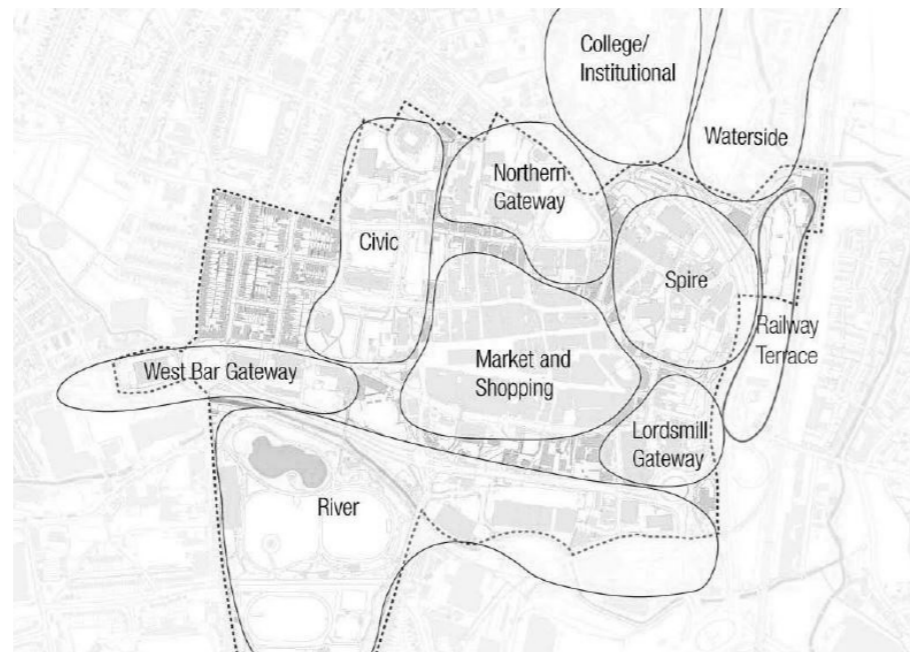 College/
Institutional
Waterside
Northern
Gateway
Civic
Spire
Railway
Terrace
Market and
Shopping
West Bar Gateway
Lordsmill
Gateway
River